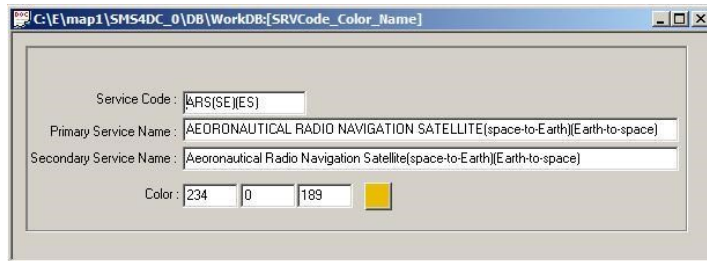 C:\E\map1\SMS4DC_0\DB\WorkDB:[SRVCode_Color_Name]
Service Code : ARS(SE)(ES)
Primary Service Name : AEORONAUTICAL RADIO NAVIGATION SATELLITE(space-to-Earth)(Earth-to-space)
Secondary Service Name : Aeoronautical Radio Navigation Satellite(space-to-Earth)(Earth-to-space)
Color : 234 0 189